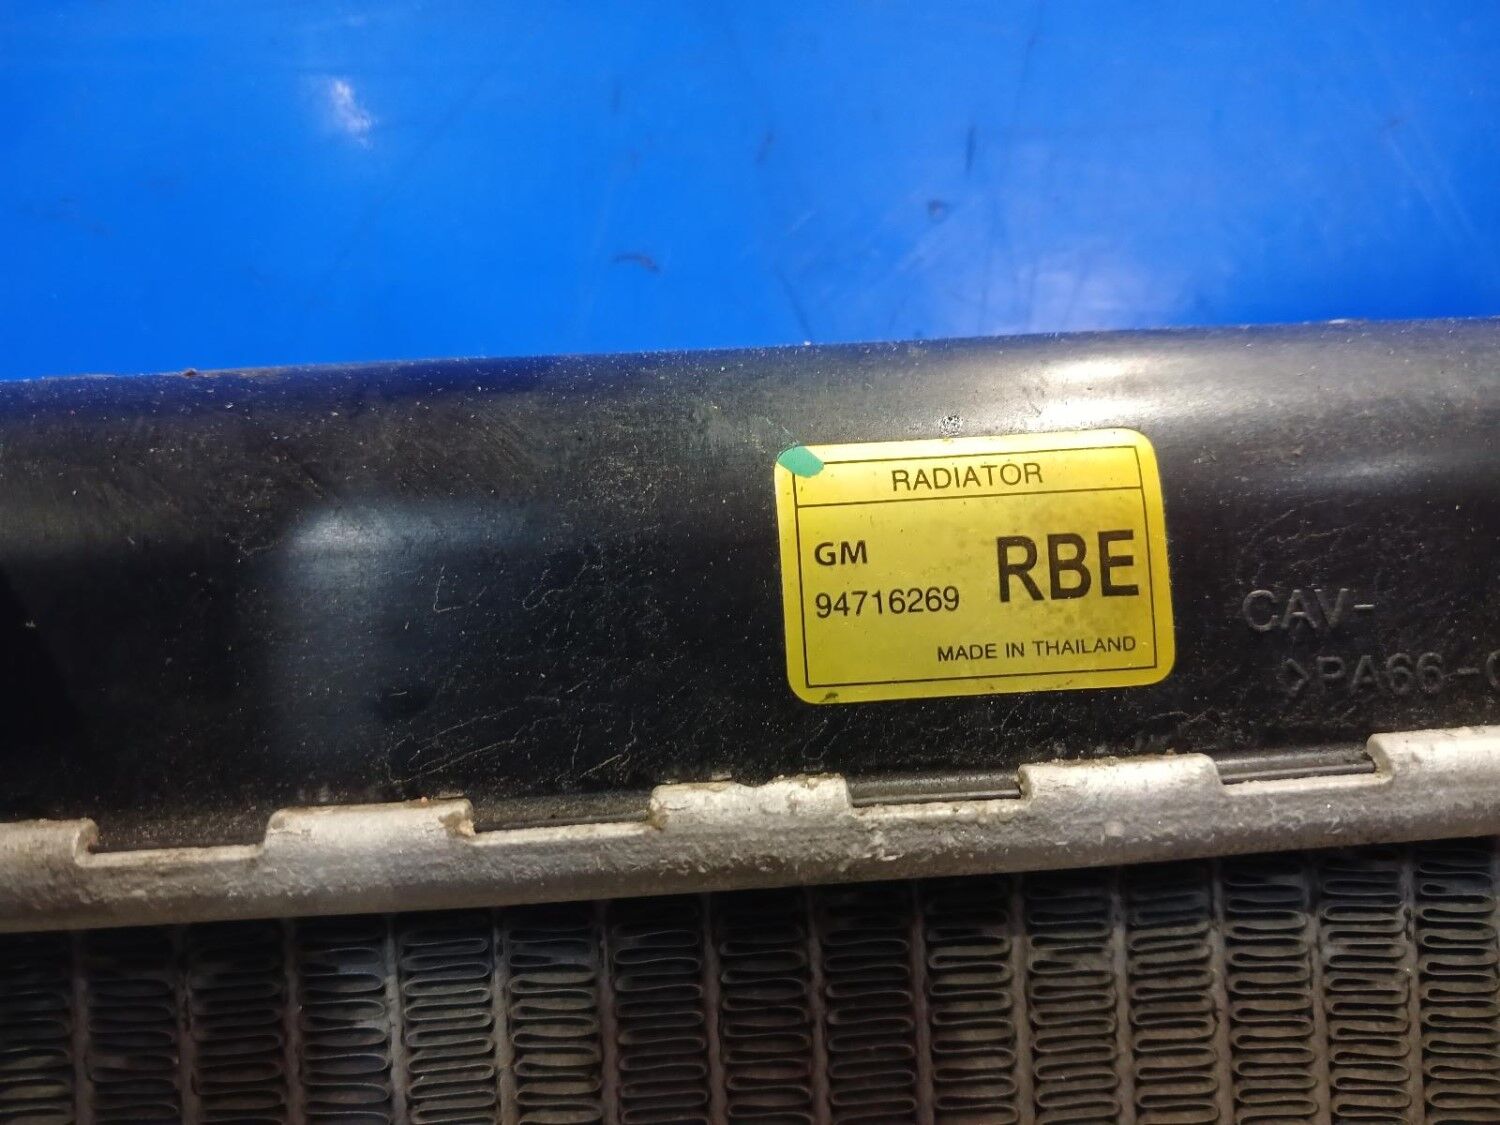 RADIATOR
GM
94716269
RBE
MADE IN THAILAND
CAV-
>PA66-